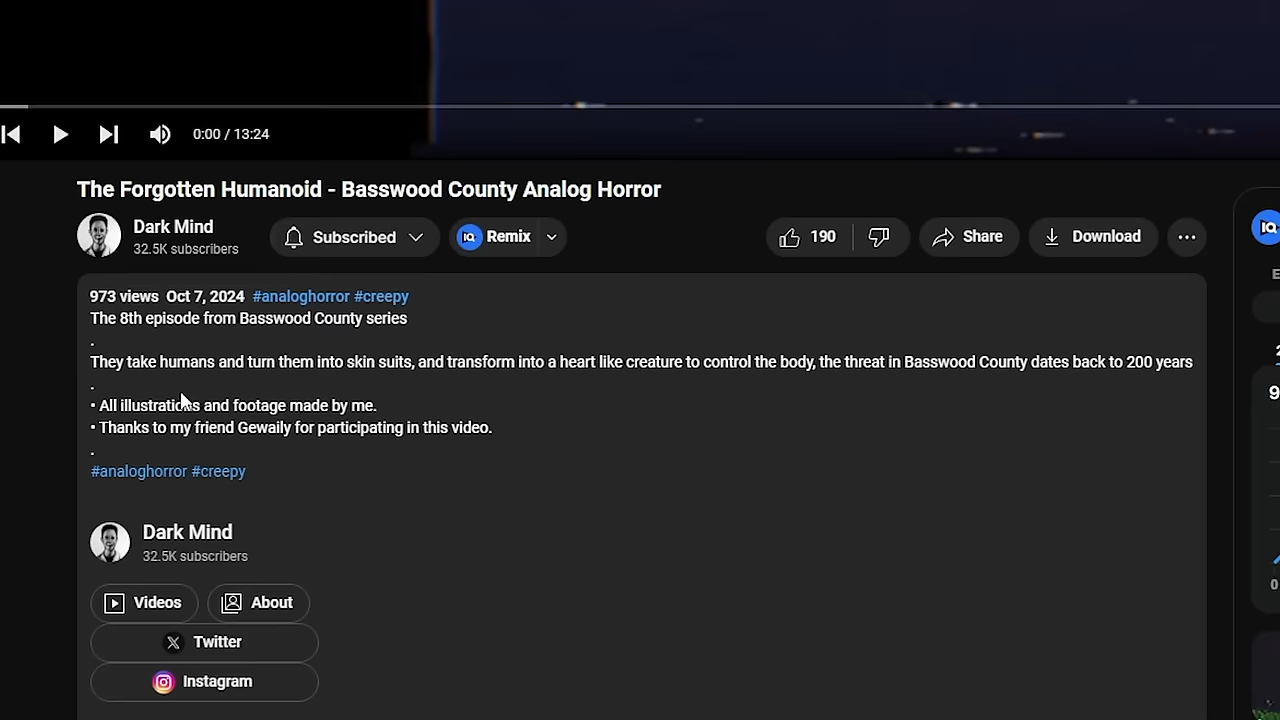 0:00 / 13:24
The Forgotten Humanoid - Basswood County Analog Horror
Dark Mind
32.5K subscribers
Subscribed
IQ
Remix
190
Share
Download
IQ
973 views Oct 7, 2024 #analoghorror #creepy
The 8th episode from Basswood County series
.
They take humans and turn them into skin suits, and transform into a heart like creature to control the body, the threat in Basswood County dates back to 200 years
.
• All illustrations and footage made by me.
• Thanks to my friend Gewaily for participating in this video.
.
#analoghorror #creepy
Dark Mind
32.5K subscribers
Videos
About
Twitter
Instagram
E
9
0